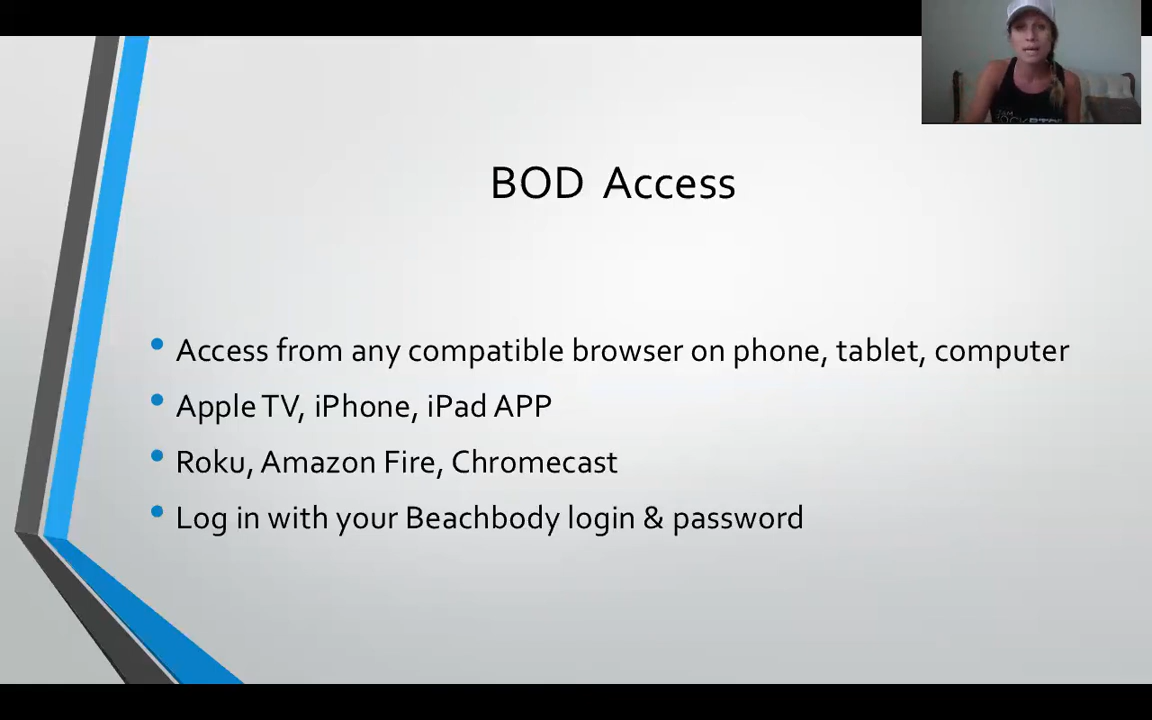 BOD Access
Access from any compatible browser on phone, tablet, computer
Apple TV, iPhone, iPad APP
Roku, Amazon Fire, Chromecast
Log in with your Beachbody login & password